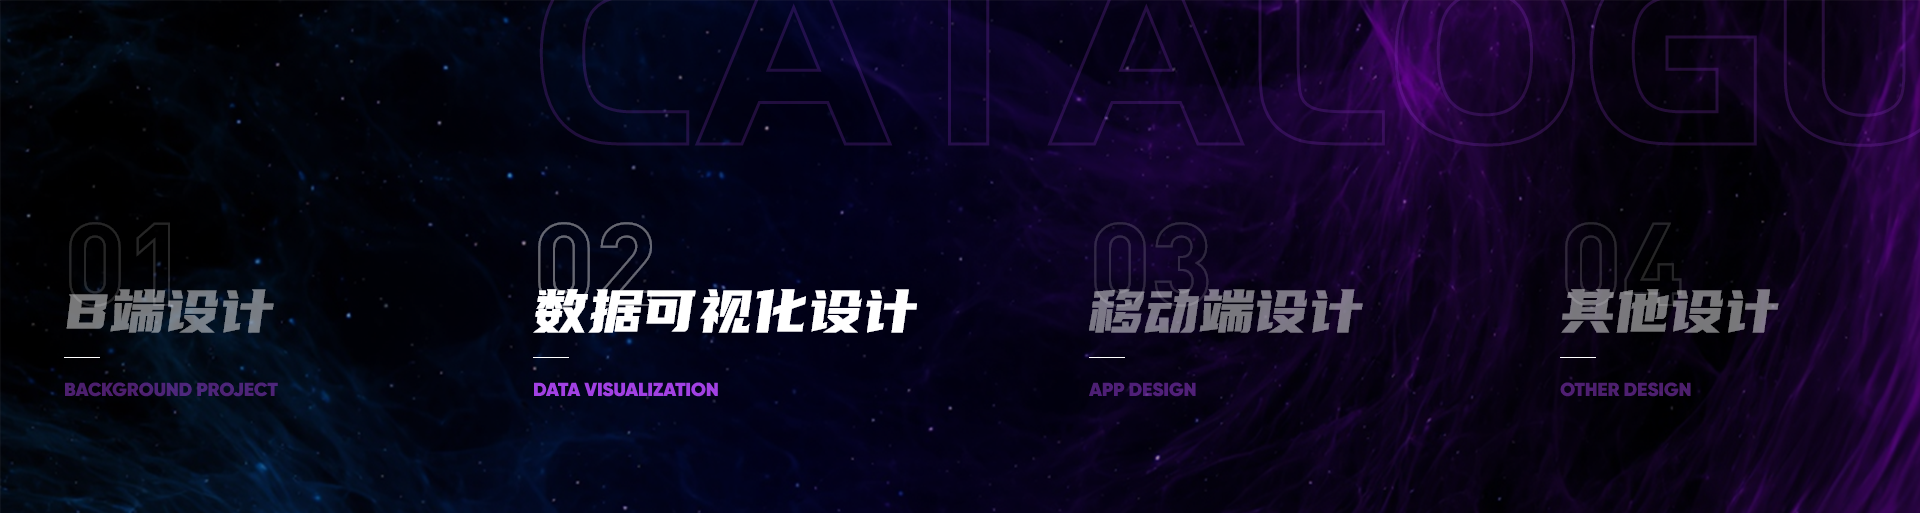 CATALOGU
01
B端设计
BACKGROUND PROJECT
02
数据可视化设计
DATA VISUALIZATION
03
移动端设计
APP DESIGN
04
其他设计
OTHER DESIGN